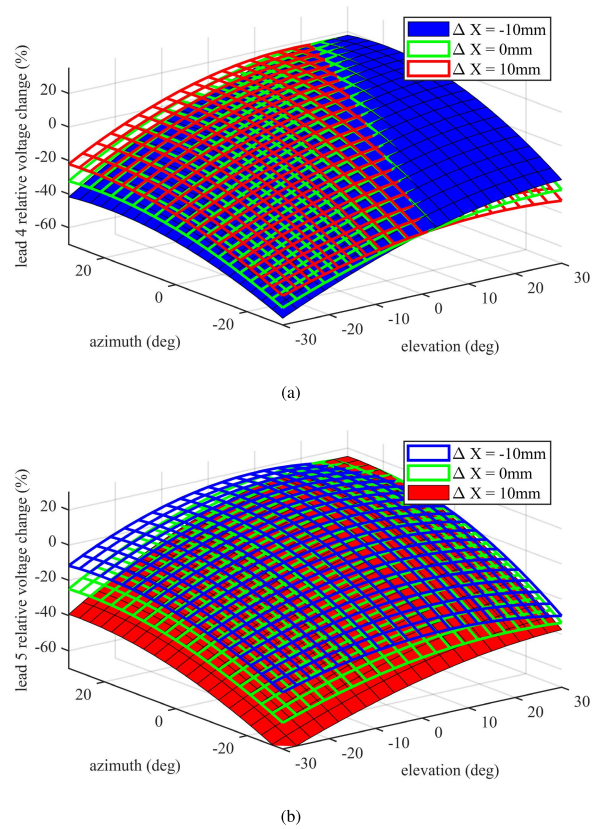 Δ X = -10mm
Δ X = 0mm
Δ X = 10mm
lead 4 relative voltage change (%)
20
0
-20
-40
-60
20
0
-20
azimuth (deg)
-30
-20
-10
0
10
20
30
elevation (deg)
(a)
Δ X = -10mm
Δ X = 0mm
Δ X = 10mm
lead 5 relative voltage change (%)
20
0
-20
-40
-60
20
0
-20
azimuth (deg)
-30
-20
-10
0
10
20
30
elevation (deg)
(b)